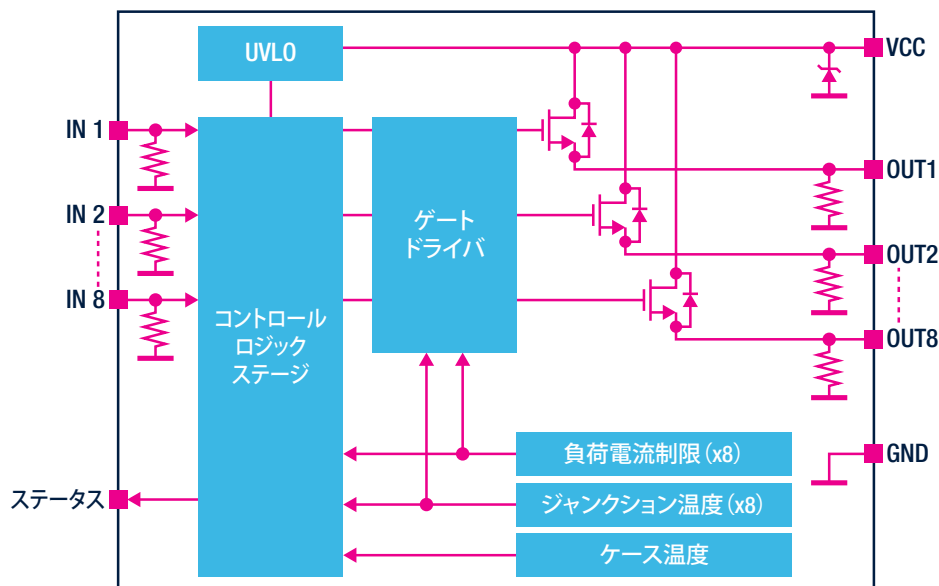 UVLO
VCC
IN 1
OUT1
IN 2
ゲート
ドライバ
OUT2
IN 8
コントロール
ロジック
ステージ
OUT8
負荷電流制限(x8)
GND
ステータス
ジャンクション温度(x8)
ケース温度